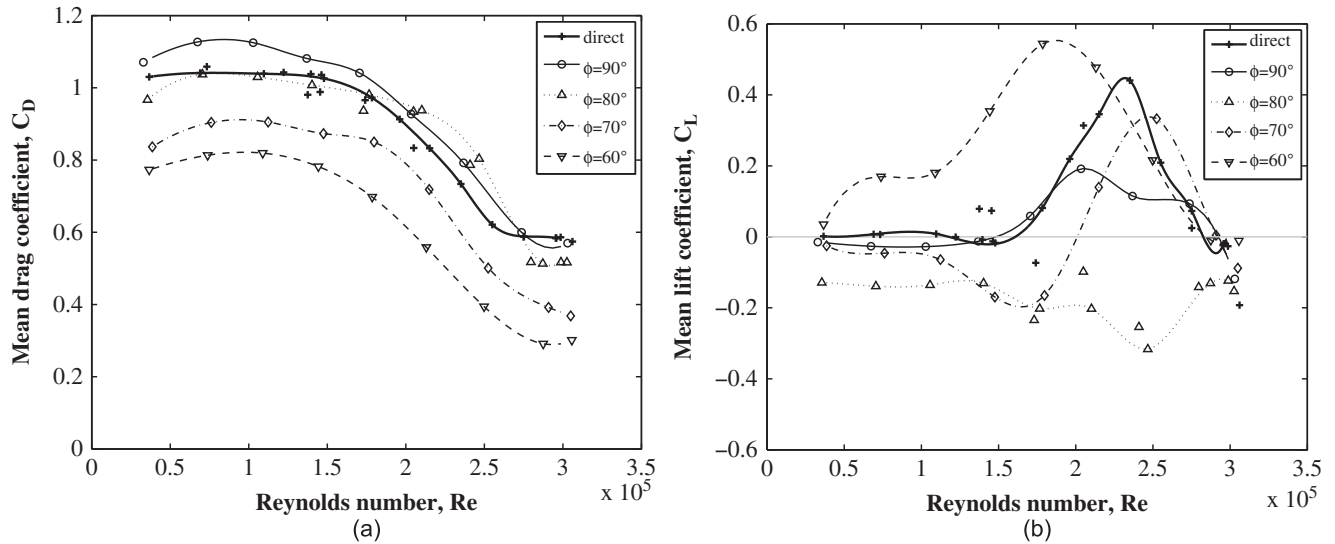 Mean drag coefficient, C_D
1.2
1
0.8
0.6
0.4
0.2
0
0
0.5
1
1.5
2
2.5
3
3.5
x 10^5
Reynolds number, Re
(a)
direct
ϕ=90°
ϕ=80°
ϕ=70°
ϕ=60°
Mean lift coefficient, C_L
0.6
0.4
0.2
0
−0.2
−0.4
−0.6
0
0.5
1
1.5
2
2.5
3
3.5
x 10^5
Reynolds number, Re
(b)
direct
ϕ=90°
ϕ=80°
ϕ=70°
ϕ=60°